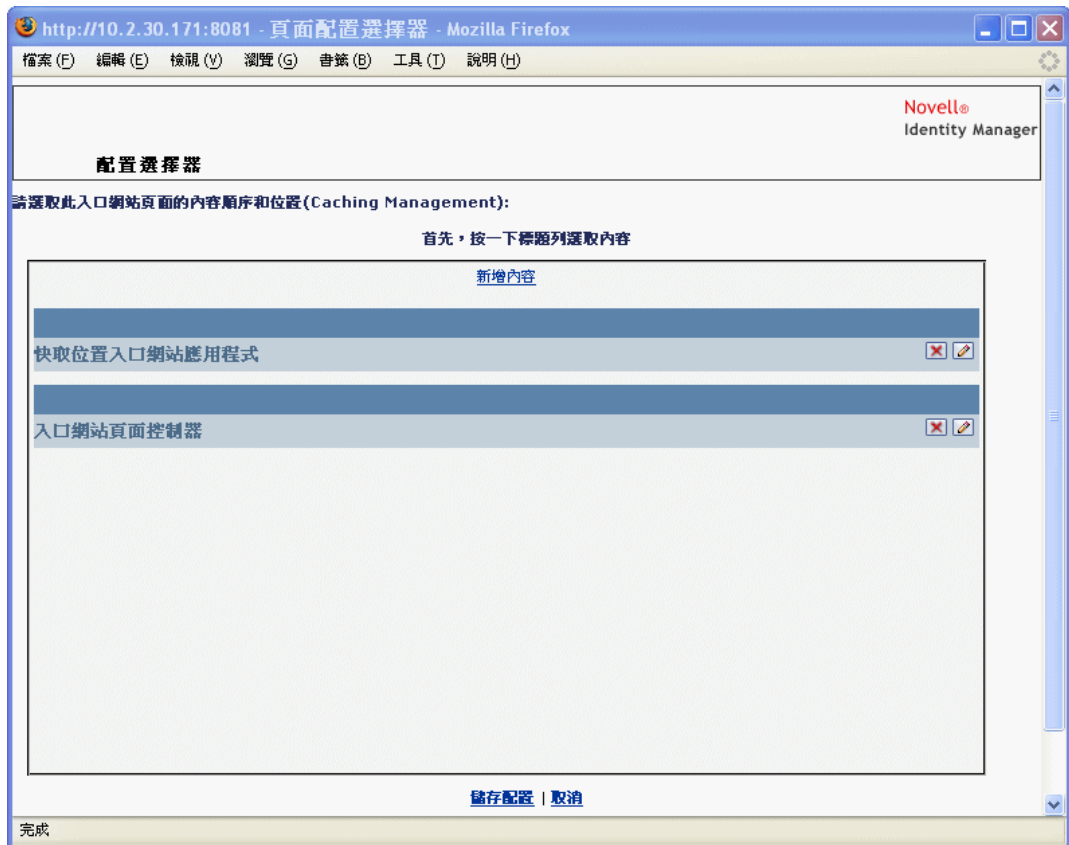 http://10.2.30.171:8081 - 頁面配置選擇器 - Mozilla Firefox
檔案(F) 編輯(E) 檢視(V) 瀏覽(G) 書籤(B) 工具(T) 說明(H)
Novell®
Identity Manager
配置選擇器
請選取此入口網站頁面的內容順序和位置(Caching Management):
首先，按一下標題列選取內容
新增內容
快取位置入口網站應用程式
入口網站頁面控制器
儲存配置 | 取消
完成